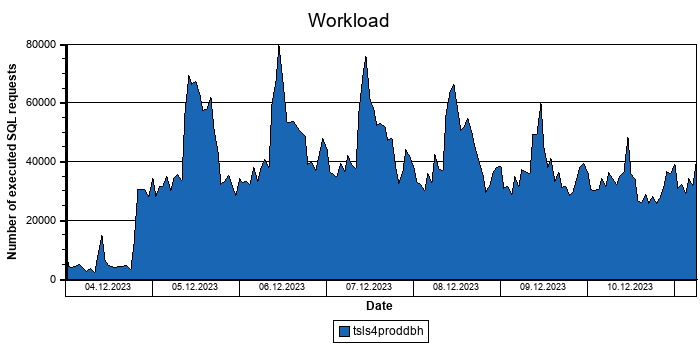 Workload
Number of executed SQL requests
80000
60000
40000
20000
0
04.12.2023 05.12.2023 06.12.2023 07.12.2023 08.12.2023 09.12.2023 10.12.2023
Date
tsls4proddbh